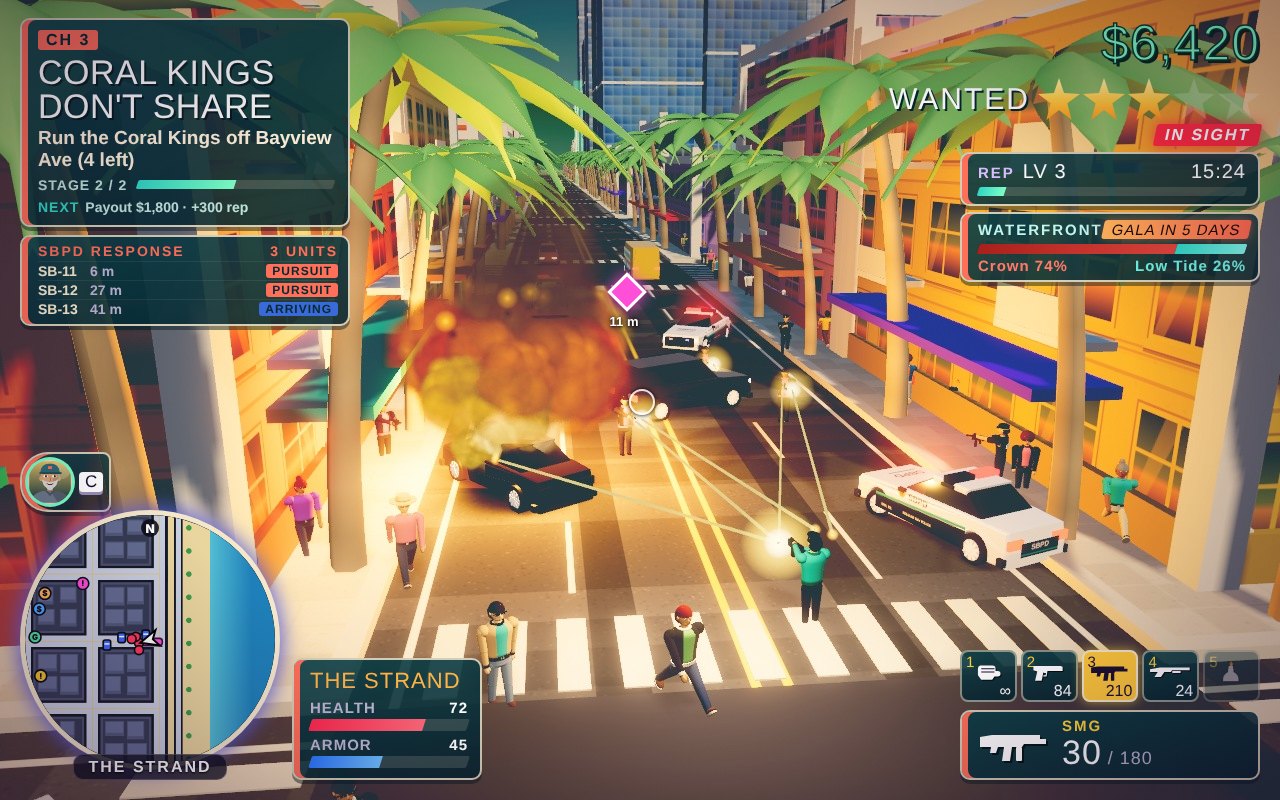 CH 3
CORAL KINGS
DON'T SHARE
Run the Coral Kings off Bayview
Ave (4 left)
STAGE 2 / 2
NEXT Payout $1,800 · +300 rep
SBPD RESPONSE 3 UNITS
SB-11 6 m PURSUIT
SB-12 27 m PURSUIT
SB-13 41 m ARRIVING
$6,420
WANTED
IN SIGHT
REP LV 3 15:24
WATERFRONT GALA IN 5 DAYS
Crown 74% Low Tide 26%
11 m
SBPD
C
N
THE STRAND
THE STRAND
HEALTH 72
ARMOR 45
1 ∞
2 84
3 210
4 24
5
SMG
30 / 180